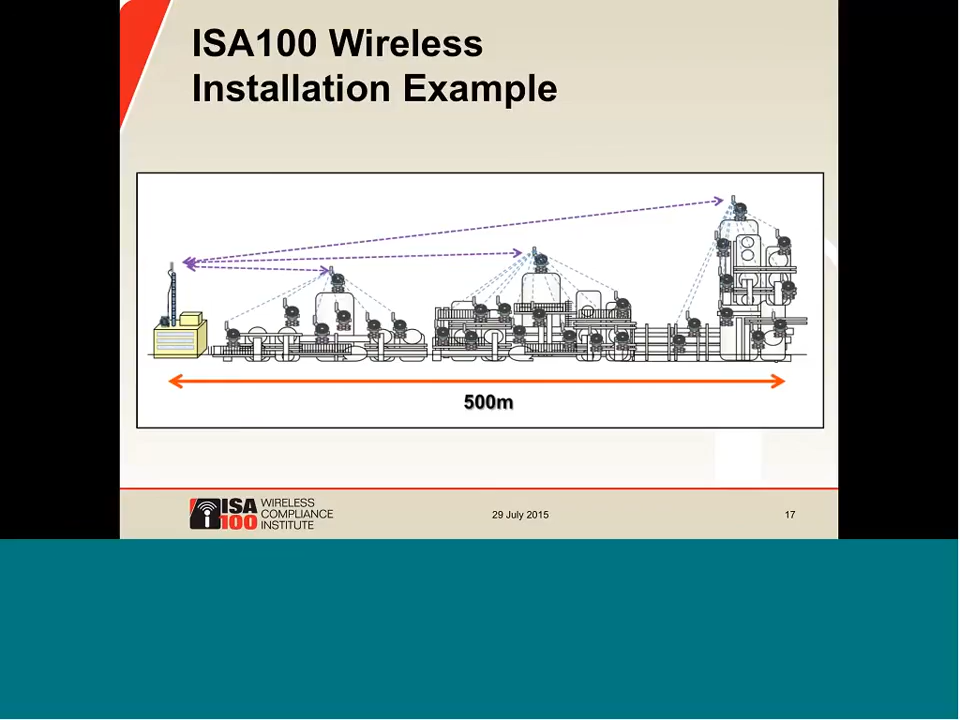 ISA100 Wireless
Installation Example
500m
ISA
100
WIRELESS
COMPLIANCE
INSTITUTE
29 July 2015
17